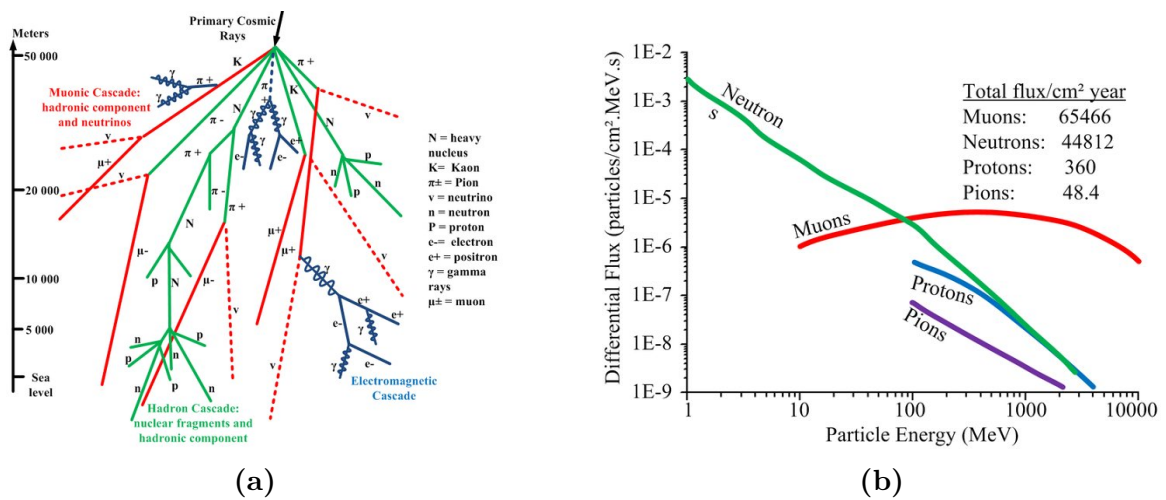 Primary Cosmic
Rays
Meters
50 000
20 000
10 000
5 000
Sea
level
Muonic Cascade:
hadronic component
and neutrinos
K
π +
γ
π +
γ
π
K
N
π -
γ
+
γ
γ
e+
e-
e-
N
v
v
μ+
v
π +
π -
π +
p
n
p
n
N = heavy
nucleus
K= Kaon
π± = Pion
v = neutrino
n = neutron
P = proton
e-= electron
e+ = positron
γ = gamma
rays
μ± = muon
N
μ-
p
N
μ-
μ+
μ+
v
v
v
e+
e-
γ
e+
γ
e-
n
p
p
n
n
p
n
Electromagnetic
Cascade
Hadron Cascade:
nuclear fragments and
hadronic component
(a)
Differential Flux (particles/cm².MeV.s)
1E-2
1E-3
1E-4
1E-5
1E-6
1E-7
1E-8
1E-9
Neutron
s
Muons
Protons
Pions
Total flux/cm² year
Muons: 65466
Neutrons: 44812
Protons: 360
Pions: 48.4
1
10
100
1000
10000
Particle Energy (MeV)
(b)